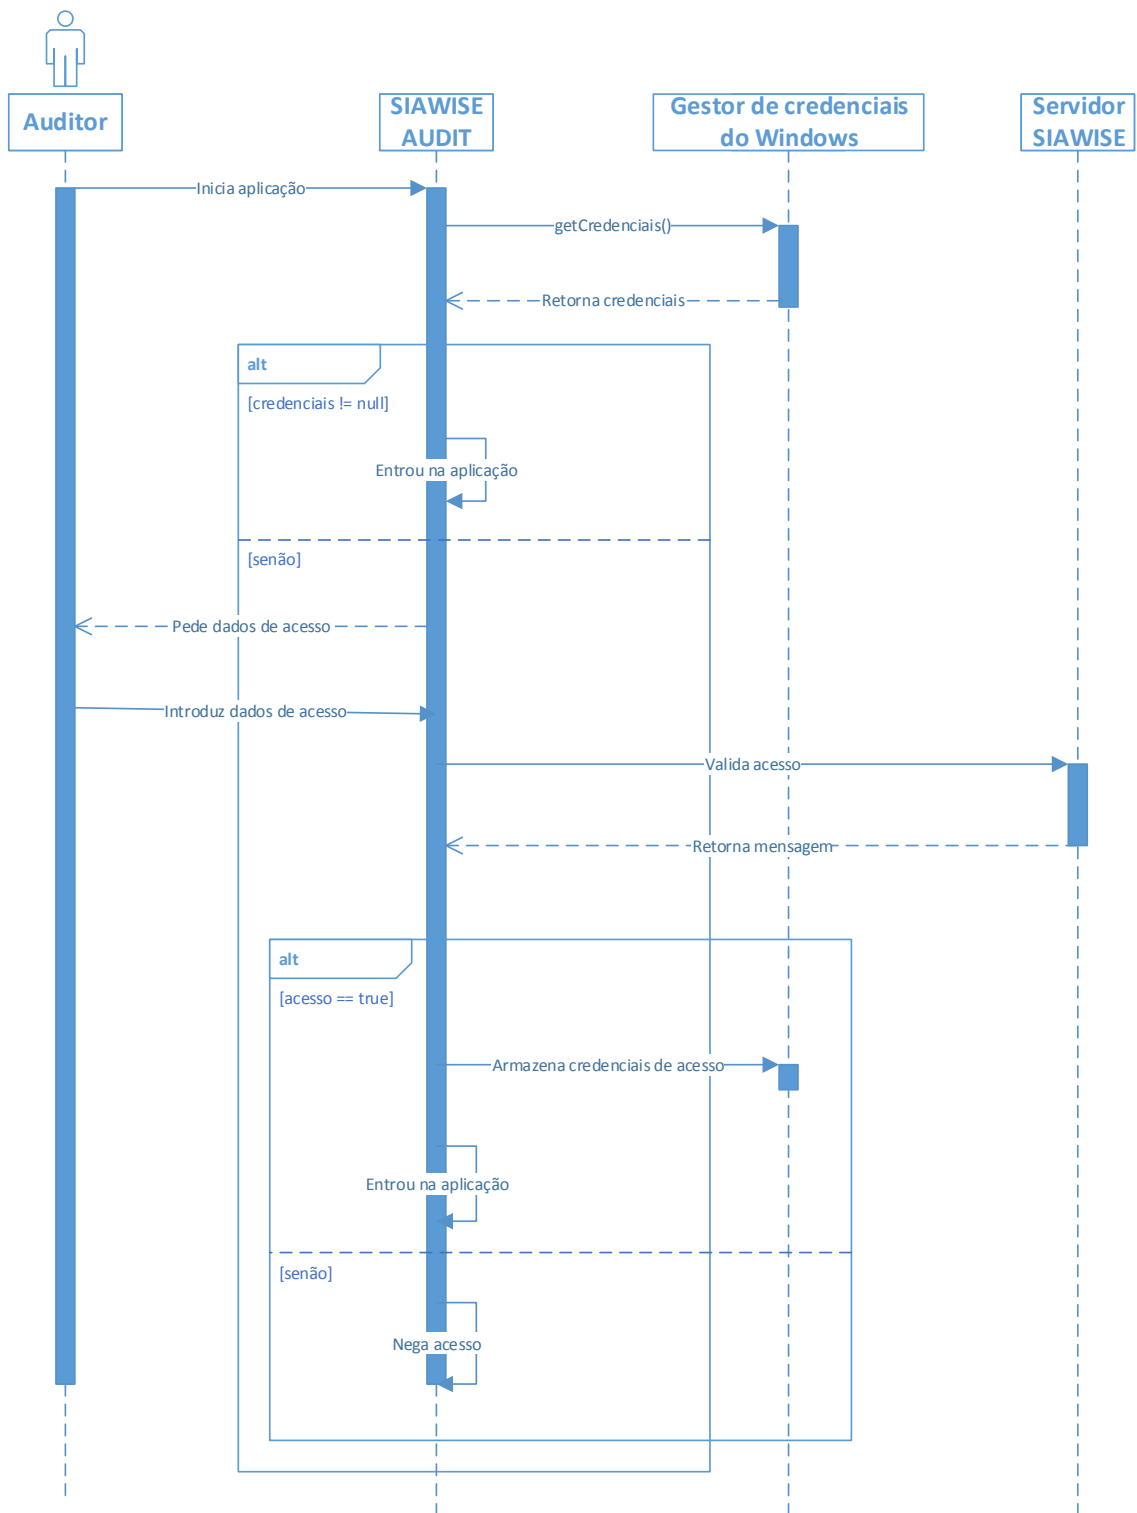 Auditor
SIAWISE
AUDIT
Gestor de credenciais
do Windows
Servidor
SIAWISE
Inicia aplicação
getCredenciais()
Retorna credenciais
alt
[credenciais != null]
Entrou na aplicação
[senão]
Pede dados de acesso
Introduz dados de acesso
Valida acesso
Retorna mensagem
alt
[acesso == true]
Armazena credenciais de acesso
Entrou na aplicação
[senão]
Nega acesso